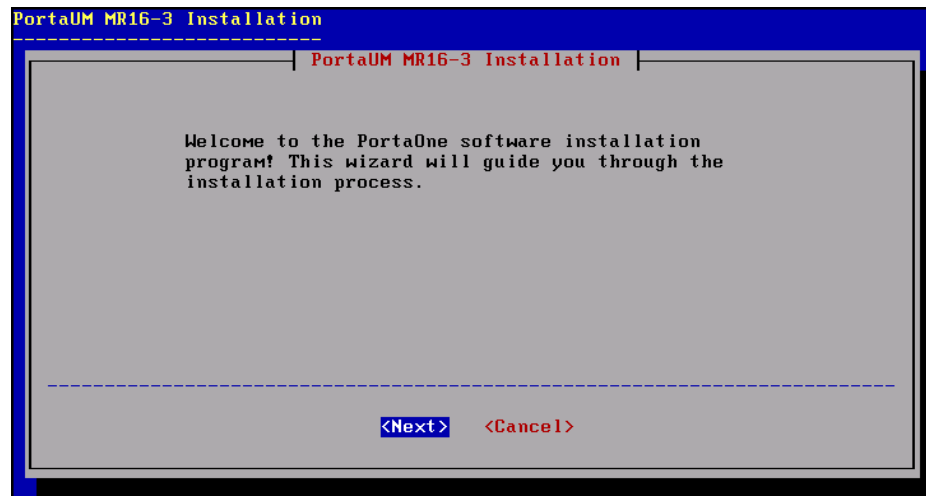 PortaUM MR16-3 Installation
PortaUM MR16-3 Installation
Welcome to the PortaOne software installation
program! This wizard will guide you through the
installation process.
<Next> <Cancel>